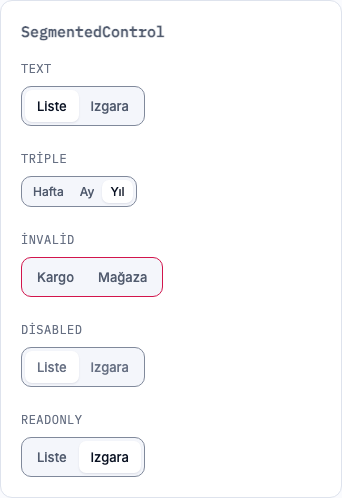 SegmentedControl
TEXT
Liste Izgara
TRİPLE
Hafta Ay Yıl
İNVALİD
Kargo Mağaza
DİSABLED
Liste Izgara
READONLY
Liste Izgara